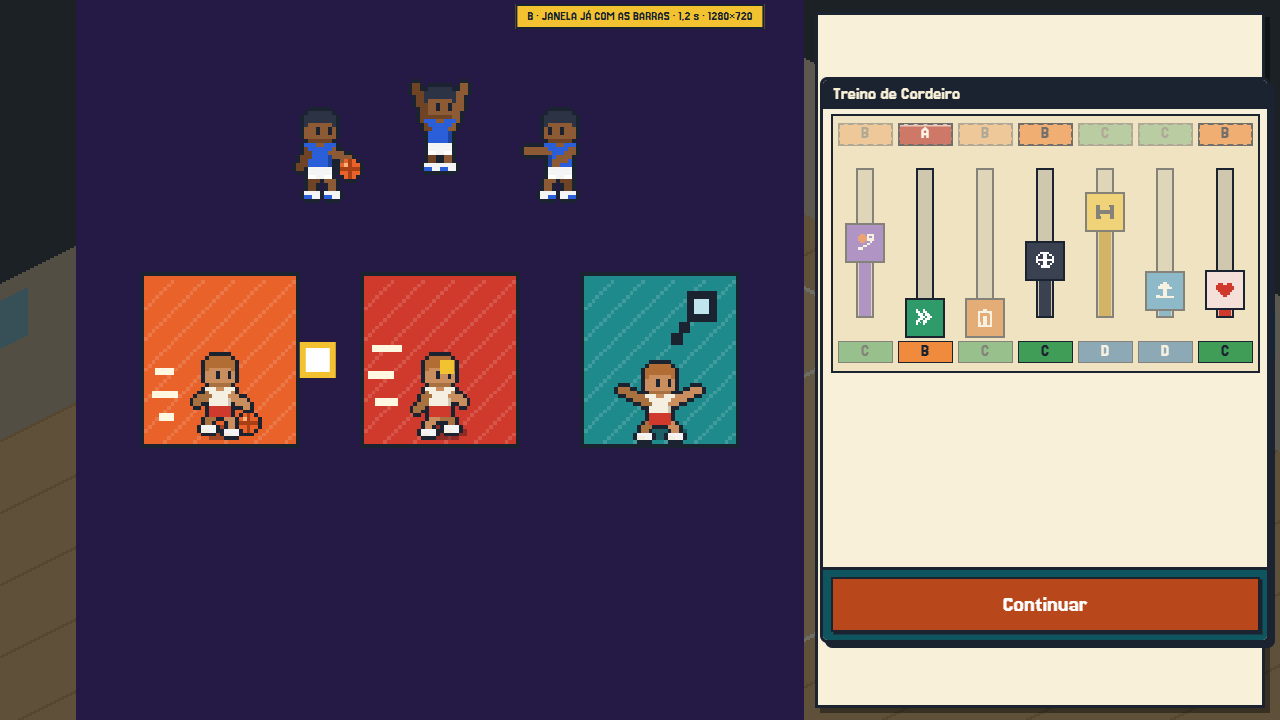 B · JANELA JÁ COM AS BARRAS · 1,2 s · 1280×720
Treino de Cordeiro
B A B B C C B
C B C C D D C
Continuar